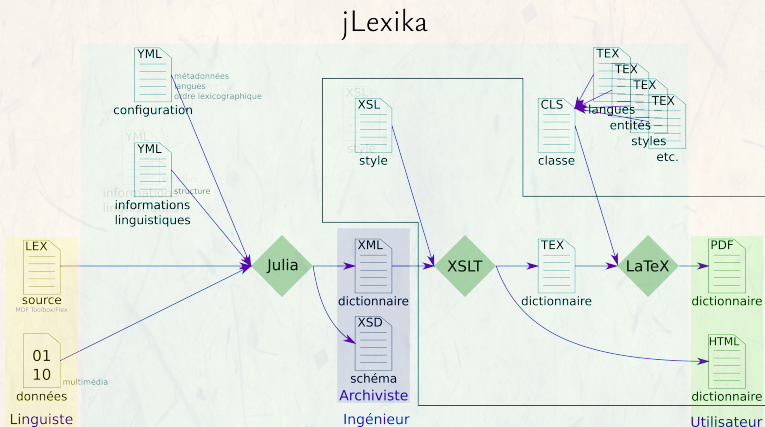 jLexika
YML
métadonnées
langues
ordre lexicographique
configuration
YML
structure
informations
linguistiques
LEX
source
MDF Toolbox/Flex
01
10
multimédia
données
Linguiste
Julia
XSL
style
XML
dictionnaire
XSD
schéma
Archiviste
Ingénieur
XSLT
CLS
classe
TEX
TEX
TEX
TEX
langues
entités
styles
etc.
TEX
dictionnaire
LaTeX
PDF
dictionnaire
HTML
dictionnaire
Utilisateur